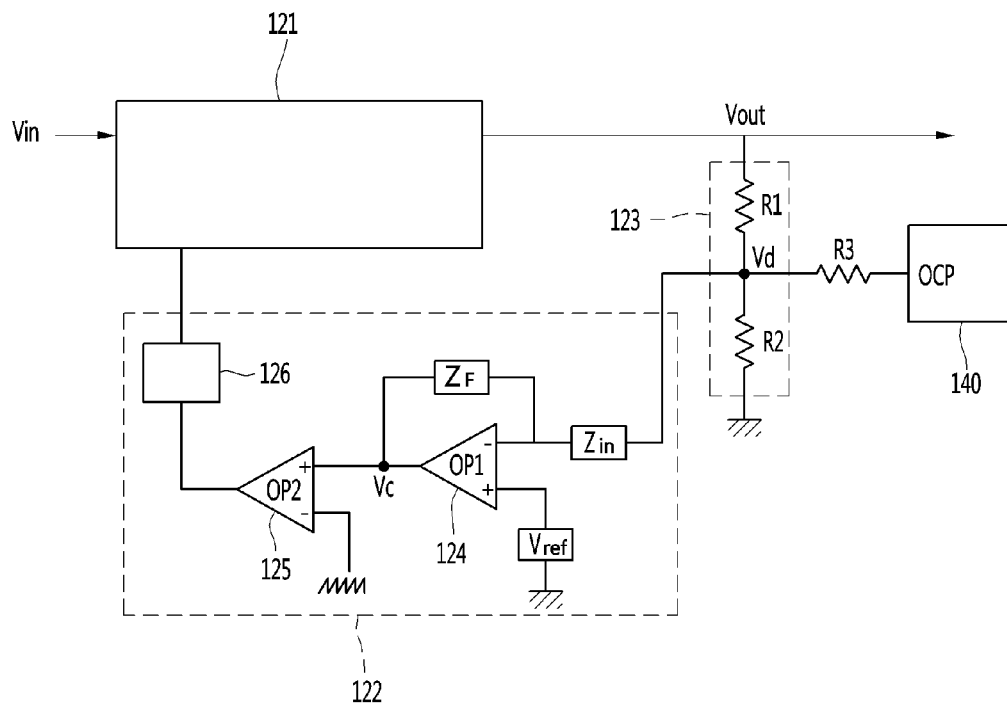 121
Vin
Vout
R1
123
Vd
R3
OCP
R2
140
126
ZF
Zin
-
OP1
+
+
OP2
-
Vc
124
Vref
125
122